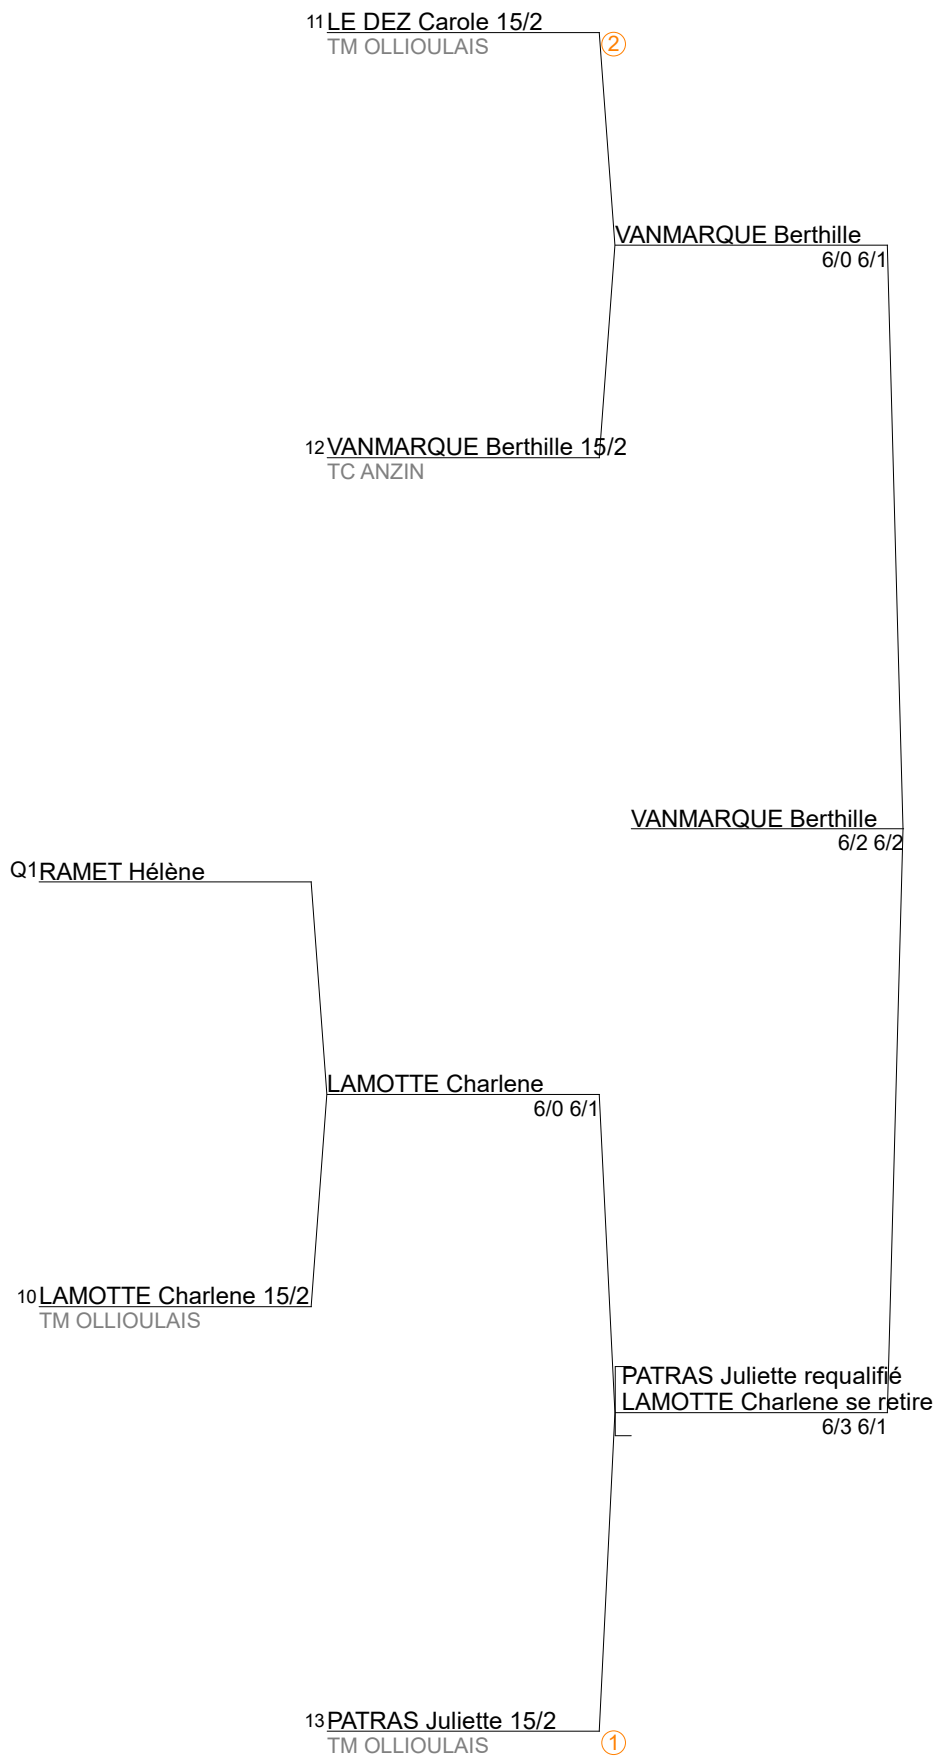 11 LE DEZ Carole 15/2
TM OLLIOULAIS
2
VANMARQUE Berthille
6/0 6/1
12 VANMARQUE Berthille 15/2
TC ANZIN
VANMARQUE Berthille
6/2 6/2
Q1 RAMET Hélène
LAMOTTE Charlene
6/0 6/1
10 LAMOTTE Charlene 15/2
TM OLLIOULAIS
PATRAS Juliette requalifié
LAMOTTE Charlene se retire
6/3 6/1
13 PATRAS Juliette 15/2
TM OLLIOULAIS
1